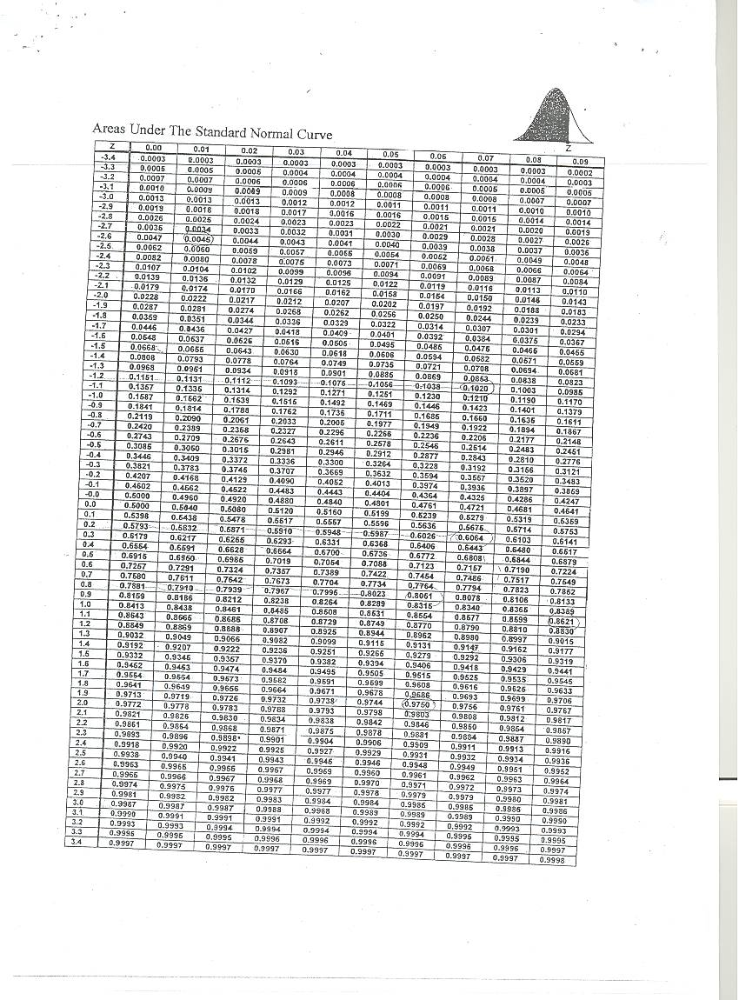 Areas Under The Standard Normal Curve
Z
Z 0.00 0.01 0.02 0.03 0.04 0.05 0.06 0.07 0.08 0.09
-3.4 0.0003 0.0003 0.0003 0.0003 0.0003 0.0003 0.0003 0.0003 0.0003 0.0002
-3.3 0.0005 0.0005 0.0005 0.0004 0.0004 0.0004 0.0004 0.0004 0.0004 0.0003
-3.2 0.0007 0.0007 0.0006 0.0006 0.0006 0.0006 0.0006 0.0005 0.0005 0.0005
-3.1 0.0010 0.0009 0.0009 0.0009 0.0008 0.0008 0.0008 0.0008 0.0007 0.0007
-3.0 0.0013 0.0013 0.0013 0.0012 0.0012 0.0011 0.0011 0.0011 0.0010 0.0010
-2.9 0.0019 0.0018 0.0018 0.0017 0.0016 0.0016 0.0015 0.0015 0.0014 0.0014
-2.8 0.0026 0.0025 0.0024 0.0023 0.0023 0.0022 0.0021 0.0021 0.0020 0.0019
-2.7 0.0035 0.0034 0.0033 0.0032 0.0031 0.0030 0.0029 0.0028 0.0027 0.0026
-2.6 0.0047 0.0045 0.0044 0.0043 0.0041 0.0040 0.0039 0.0038 0.0037 0.0036
-2.5 0.0062 0.0060 0.0059 0.0057 0.0055 0.0054 0.0052 0.0051 0.0049 0.0048
-2.4 0.0082 0.0080 0.0078 0.0075 0.0073 0.0071 0.0069 0.0068 0.0066 0.0064
-2.3 0.0107 0.0104 0.0102 0.0099 0.0096 0.0094 0.0091 0.0089 0.0087 0.0084
-2.2 0.0139 0.0136 0.0132 0.0129 0.0125 0.0122 0.0119 0.0116 0.0113 0.0110
-2.1 0.0179 0.0174 0.0170 0.0166 0.0162 0.0158 0.0154 0.0150 0.0146 0.0143
-2.0 0.0228 0.0222 0.0217 0.0212 0.0207 0.0202 0.0197 0.0192 0.0188 0.0183
-1.9 0.0287 0.0281 0.0274 0.0268 0.0262 0.0256 0.0250 0.0244 0.0239 0.0233
-1.8 0.0359 0.0351 0.0344 0.0336 0.0329 0.0322 0.0314 0.0307 0.0301 0.0294
-1.7 0.0446 0.0436 0.0427 0.0418 0.0409 0.0401 0.0392 0.0384 0.0375 0.0367
-1.6 0.0548 0.0537 0.0526 0.0516 0.0505 0.0495 0.0485 0.0475 0.0465 0.0455
-1.5 0.0668 0.0655 0.0643 0.0630 0.0618 0.0606 0.0594 0.0582 0.0571 0.0559
-1.4 0.0808 0.0793 0.0778 0.0764 0.0749 0.0735 0.0721 0.0708 0.0694 0.0681
-1.3 0.0968 0.0951 0.0934 0.0918 0.0901 0.0885 0.0869 0.0853 0.0838 0.0823
-1.2 0.1151 0.1131 0.1112 0.1093 0.1075 0.1056 0.1038 0.1020 0.1003 0.0985
-1.1 0.1357 0.1335 0.1314 0.1292 0.1271 0.1251 0.1230 0.1210 0.1190 0.1170
-1.0 0.1587 0.1562 0.1539 0.1515 0.1492 0.1469 0.1446 0.1423 0.1401 0.1379
-0.9 0.1841 0.1814 0.1788 0.1762 0.1736 0.1711 0.1685 0.1660 0.1635 0.1611
-0.8 0.2119 0.2090 0.2061 0.2033 0.2005 0.1977 0.1949 0.1922 0.1894 0.1867
-0.7 0.2420 0.2389 0.2358 0.2327 0.2296 0.2266 0.2236 0.2206 0.2177 0.2148
-0.6 0.2743 0.2709 0.2676 0.2643 0.2611 0.2578 0.2546 0.2514 0.2483 0.2451
-0.5 0.3085 0.3050 0.3015 0.2981 0.2946 0.2912 0.2877 0.2843 0.2810 0.2776
-0.4 0.3446 0.3409 0.3372 0.3336 0.3300 0.3264 0.3228 0.3192 0.3156 0.3121
-0.3 0.3821 0.3783 0.3745 0.3707 0.3669 0.3632 0.3594 0.3557 0.3520 0.3483
-0.2 0.4207 0.4168 0.4129 0.4090 0.4052 0.4013 0.3974 0.3936 0.3897 0.3859
-0.1 0.4602 0.4562 0.4522 0.4483 0.4443 0.4404 0.4364 0.4325 0.4286 0.4247
-0.0 0.5000 0.4960 0.4920 0.4880 0.4840 0.4801 0.4761 0.4721 0.4681 0.4641
0.0 0.5000 0.5040 0.5080 0.5120 0.5160 0.5199 0.5239 0.5279 0.5319 0.5359
0.1 0.5398 0.5438 0.5478 0.5517 0.5557 0.5596 0.5636 0.5675 0.5714 0.5753
0.2 0.5793 0.5832 0.5871 0.5910 0.5948 0.5987 0.6026 0.6064 0.6103 0.6141
0.3 0.6179 0.6217 0.6255 0.6293 0.6331 0.6368 0.6406 0.6443 0.6480 0.6517
0.4 0.6554 0.6591 0.6628 0.6664 0.6700 0.6736 0.6772 0.6808 0.6844 0.6879
0.5 0.6915 0.6950 0.6985 0.7019 0.7054 0.7088 0.7123 0.7157 0.7190 0.7224
0.6 0.7257 0.7291 0.7324 0.7357 0.7389 0.7422 0.7454 0.7486 0.7517 0.7549
0.7 0.7580 0.7611 0.7642 0.7673 0.7704 0.7734 0.7764 0.7794 0.7823 0.7852
0.8 0.7881 0.7910 0.7939 0.7967 0.7996 0.8023 0.8051 0.8078 0.8106 0.8133
0.9 0.8159 0.8186 0.8212 0.8238 0.8264 0.8289 0.8315 0.8340 0.8365 0.8389
1.0 0.8413 0.8438 0.8461 0.8485 0.8508 0.8531 0.8554 0.8577 0.8599 0.8621
1.1 0.8643 0.8665 0.8686 0.8708 0.8729 0.8749 0.8770 0.8790 0.8810 0.8830
1.2 0.8849 0.8869 0.8888 0.8907 0.8925 0.8944 0.8962 0.8980 0.8997 0.9015
1.3 0.9032 0.9049 0.9066 0.9082 0.9099 0.9115 0.9131 0.9147 0.9162 0.9177
1.4 0.9192 0.9207 0.9222 0.9236 0.9251 0.9265 0.9279 0.9292 0.9306 0.9319
1.5 0.9332 0.9345 0.9357 0.9370 0.9382 0.9394 0.9406 0.9418 0.9429 0.9441
1.6 0.9452 0.9463 0.9474 0.9484 0.9495 0.9505 0.9515 0.9525 0.9535 0.9545
1.7 0.9554 0.9564 0.9573 0.9582 0.9591 0.9599 0.9608 0.9616 0.9625 0.9633
1.8 0.9641 0.9649 0.9656 0.9664 0.9671 0.9678 0.9686 0.9693 0.9699 0.9706
1.9 0.9713 0.9719 0.9726 0.9732 0.9738 0.9744 0.9750 0.9756 0.9761 0.9767
2.0 0.9772 0.9778 0.9783 0.9788 0.9793 0.9798 0.9803 0.9808 0.9812 0.9817
2.1 0.9821 0.9826 0.9830 0.9834 0.9838 0.9842 0.9846 0.9850 0.9854 0.9857
2.2 0.9861 0.9864 0.9868 0.9871 0.9875 0.9878 0.9881 0.9884 0.9887 0.9890
2.3 0.9893 0.9896 0.9898 0.9901 0.9904 0.9906 0.9909 0.9911 0.9913 0.9916
2.4 0.9918 0.9920 0.9922 0.9925 0.9927 0.9929 0.9931 0.9932 0.9934 0.9936
2.5 0.9938 0.9940 0.9941 0.9943 0.9945 0.9946 0.9948 0.9949 0.9951 0.9952
2.6 0.9953 0.9955 0.9956 0.9957 0.9959 0.9960 0.9961 0.9962 0.9963 0.9964
2.7 0.9965 0.9966 0.9967 0.9968 0.9969 0.9970 0.9971 0.9972 0.9973 0.9974
2.8 0.9974 0.9975 0.9976 0.9977 0.9977 0.9978 0.9979 0.9979 0.9980 0.9981
2.9 0.9981 0.9982 0.9982 0.9983 0.9984 0.9984 0.9985 0.9985 0.9986 0.9986
3.0 0.9987 0.9987 0.9987 0.9988 0.9988 0.9989 0.9989 0.9989 0.9990 0.9990
3.1 0.9990 0.9991 0.9991 0.9991 0.9992 0.9992 0.9992 0.9992 0.9993 0.9993
3.2 0.9993 0.9993 0.9994 0.9994 0.9994 0.9994 0.9994 0.9995 0.9995 0.9995
3.3 0.9995 0.9995 0.9995 0.9996 0.9996 0.9996 0.9996 0.9996 0.9996 0.9997
3.4 0.9997 0.9997 0.9997 0.9997 0.9997 0.9997 0.9997 0.9997 0.9997 0.9998